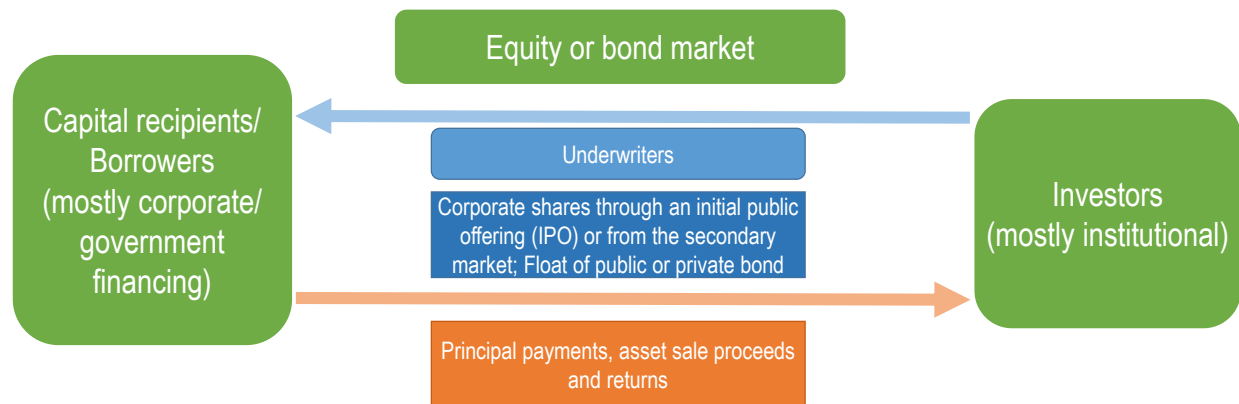 Equity or bond market
Capital recipients/
Borrowers
(mostly corporate/
government
financing)
Underwriters
Corporate shares through an initial public
offering (IPO) or from the secondary
market; Float of public or private bond
Investors
(mostly institutional)
Principal payments, asset sale proceeds
and returns